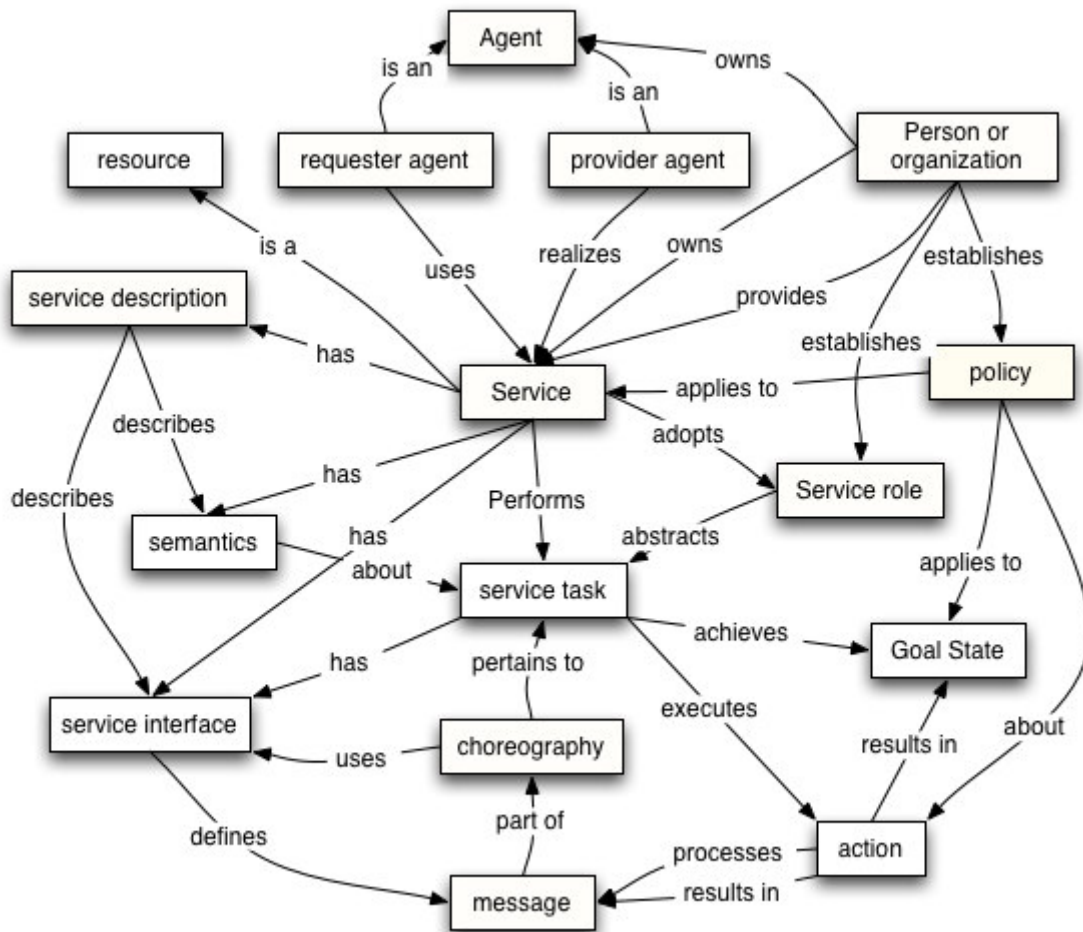 Agent
owns
is an
is an
Person or
organization
resource
requester agent
provider agent
is a
uses
realizes
owns
establishes
service description
provides
has
establishes
Service
applies to
policy
describes
adopts
has
Performs
Service role
describes
semantics
has
abstracts
about
service task
applies to
achieves
Goal State
has
pertains to
service interface
executes
choreography
uses
results in
about
defines
part of
processes
action
message
results in